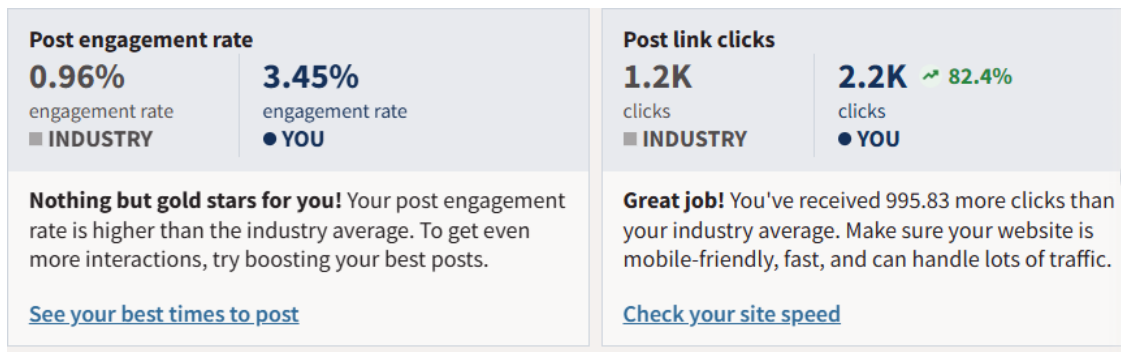 Post engagement rate
0.96%
3.45%
engagement rate
engagement rate
INDUSTRY
YOU
Nothing but gold stars for you! Your post engagement
rate is higher than the industry average. To get even
more interactions, try boosting your best posts.
See your best times to post
Post link clicks
1.2K
2.2K 82.4%
clicks
clicks
INDUSTRY
YOU
Great job! You've received 995.83 more clicks than
your industry average. Make sure your website is
mobile-friendly, fast, and can handle lots of traffic.
Check your site speed